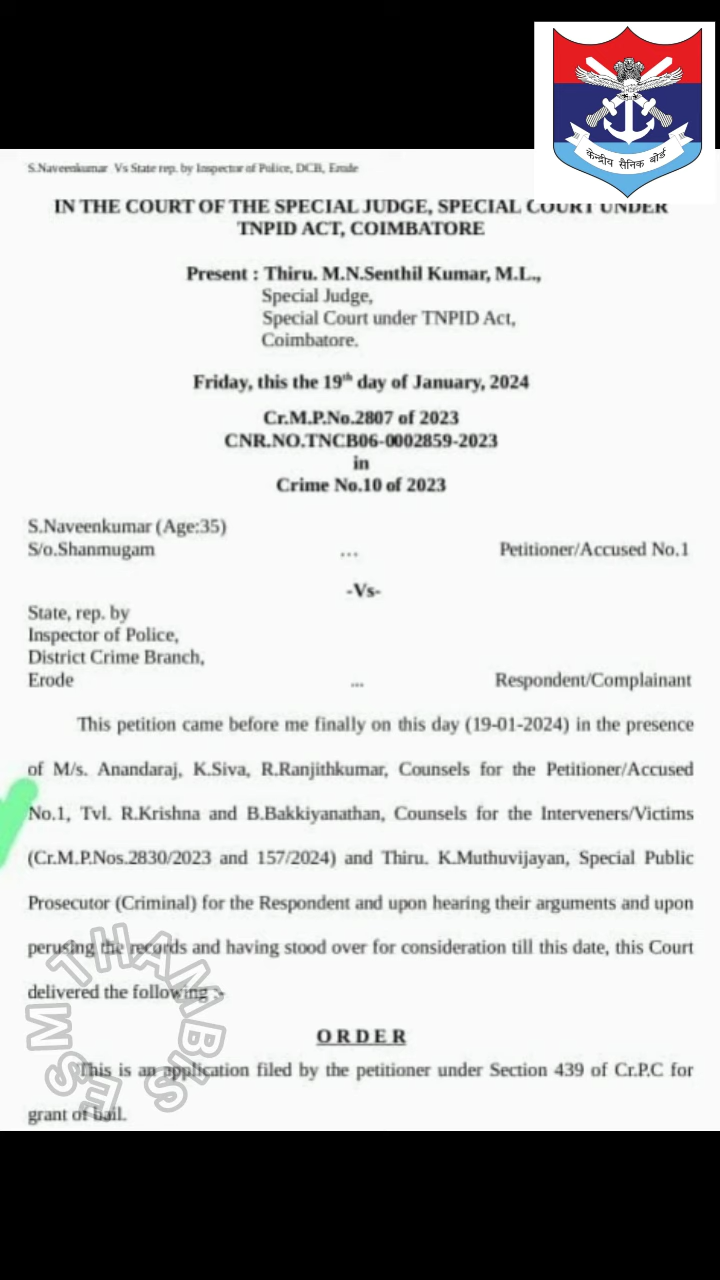 केन्द्रीय सैनिक बोर्ड
S.Naveenkumar Vs State rep. by Inspector of Police, DCB, Erode
IN THE COURT OF THE SPECIAL JUDGE, SPECIAL COURT UNDER
TNPID ACT, COIMBATORE
Present : Thiru. M.N.Senthil Kumar, M.L.,
Special Judge,
Special Court under TNPID Act,
Coimbatore.
Friday, this the 19th day of January, 2024
Cr.M.P.No.2807 of 2023
CNR.NO.TNCB06-0002859-2023
in
Crime No.10 of 2023
S.Naveenkumar (Age:35)
S/o.Shanmugam ... Petitioner/Accused No.1
-Vs-
State, rep. by
Inspector of Police,
District Crime Branch,
Erode ... Respondent/Complainant
This petition came before me finally on this day (19-01-2024) in the presence
of M/s. Anandaraj, K.Siva, R.Ranjithkumar, Counsels for the Petitioner/Accused
No.1, Tvl. R.Krishna and B.Bakkiyanathan, Counsels for the Interveners/Victims
(Cr.M.P.Nos.2830/2023 and 157/2024) and Thiru. K.Muthuvijayan, Special Public
Prosecutor (Criminal) for the Respondent and upon hearing their arguments and upon
perusing the records and having stood over for consideration till this date, this Court
delivered the following :-
O R D E R
This is an application filed by the petitioner under Section 439 of Cr.P.C for
grant of bail.
ESM THAMBIS